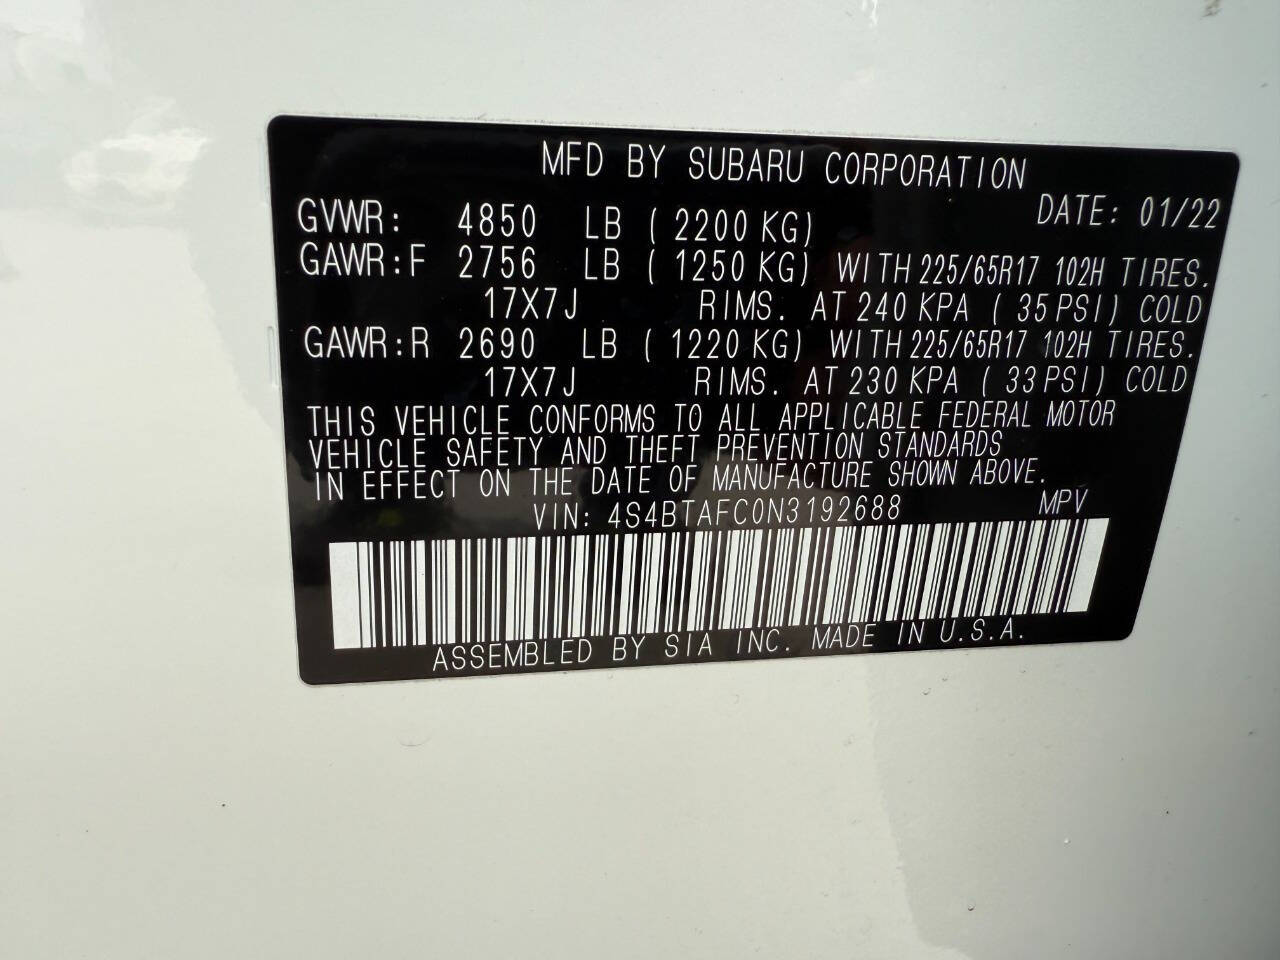 MFD BY SUBARU CORPORATION
DATE: 01/22
GVWR: 4850 LB ( 2200 KG)
GAWR:F 2756 LB ( 1250 KG) WITH 225/65R17 102H TIRES.
17X7J RIMS. AT 240 KPA ( 35 PSI) COLD
GAWR:R 2690 LB ( 1220 KG) WITH 225/65R17 102H TIRES.
17X7J RIMS. AT 230 KPA ( 33 PSI) COLD
THIS VEHICLE CONFORMS TO ALL APPLICABLE FEDERAL MOTOR
VEHICLE SAFETY AND THEFT PREVENTION STANDARDS
IN EFFECT ON THE DATE OF MANUFACTURE SHOWN ABOVE.
VIN: 4S4BTAFC0N3192688 MPV
ASSEMBLED BY SIA INC. MADE IN U.S.A.